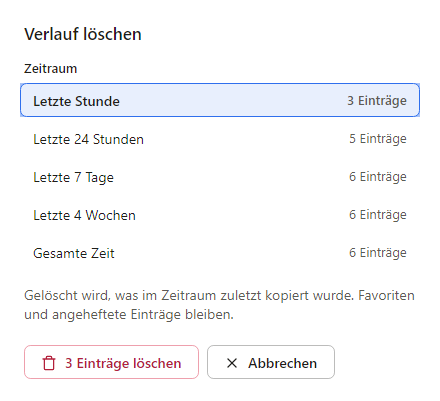 Verlauf löschen
Zeitraum
Letzte Stunde 3 Einträge
Letzte 24 Stunden 5 Einträge
Letzte 7 Tage 6 Einträge
Letzte 4 Wochen 6 Einträge
Gesamte Zeit 6 Einträge
Gelöscht wird, was im Zeitraum zuletzt kopiert wurde. Favoriten
und angeheftete Einträge bleiben.
3 Einträge löschen Abbrechen